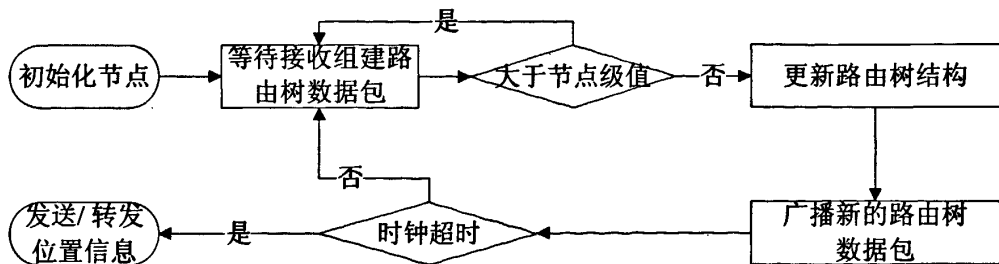 是
初始化节点
等待接收组建路
由树数据包
大于节点级值
否
更新路由树结构
否
发送/转发
位置信息
是
时钟超时
广播新的路由树
数据包